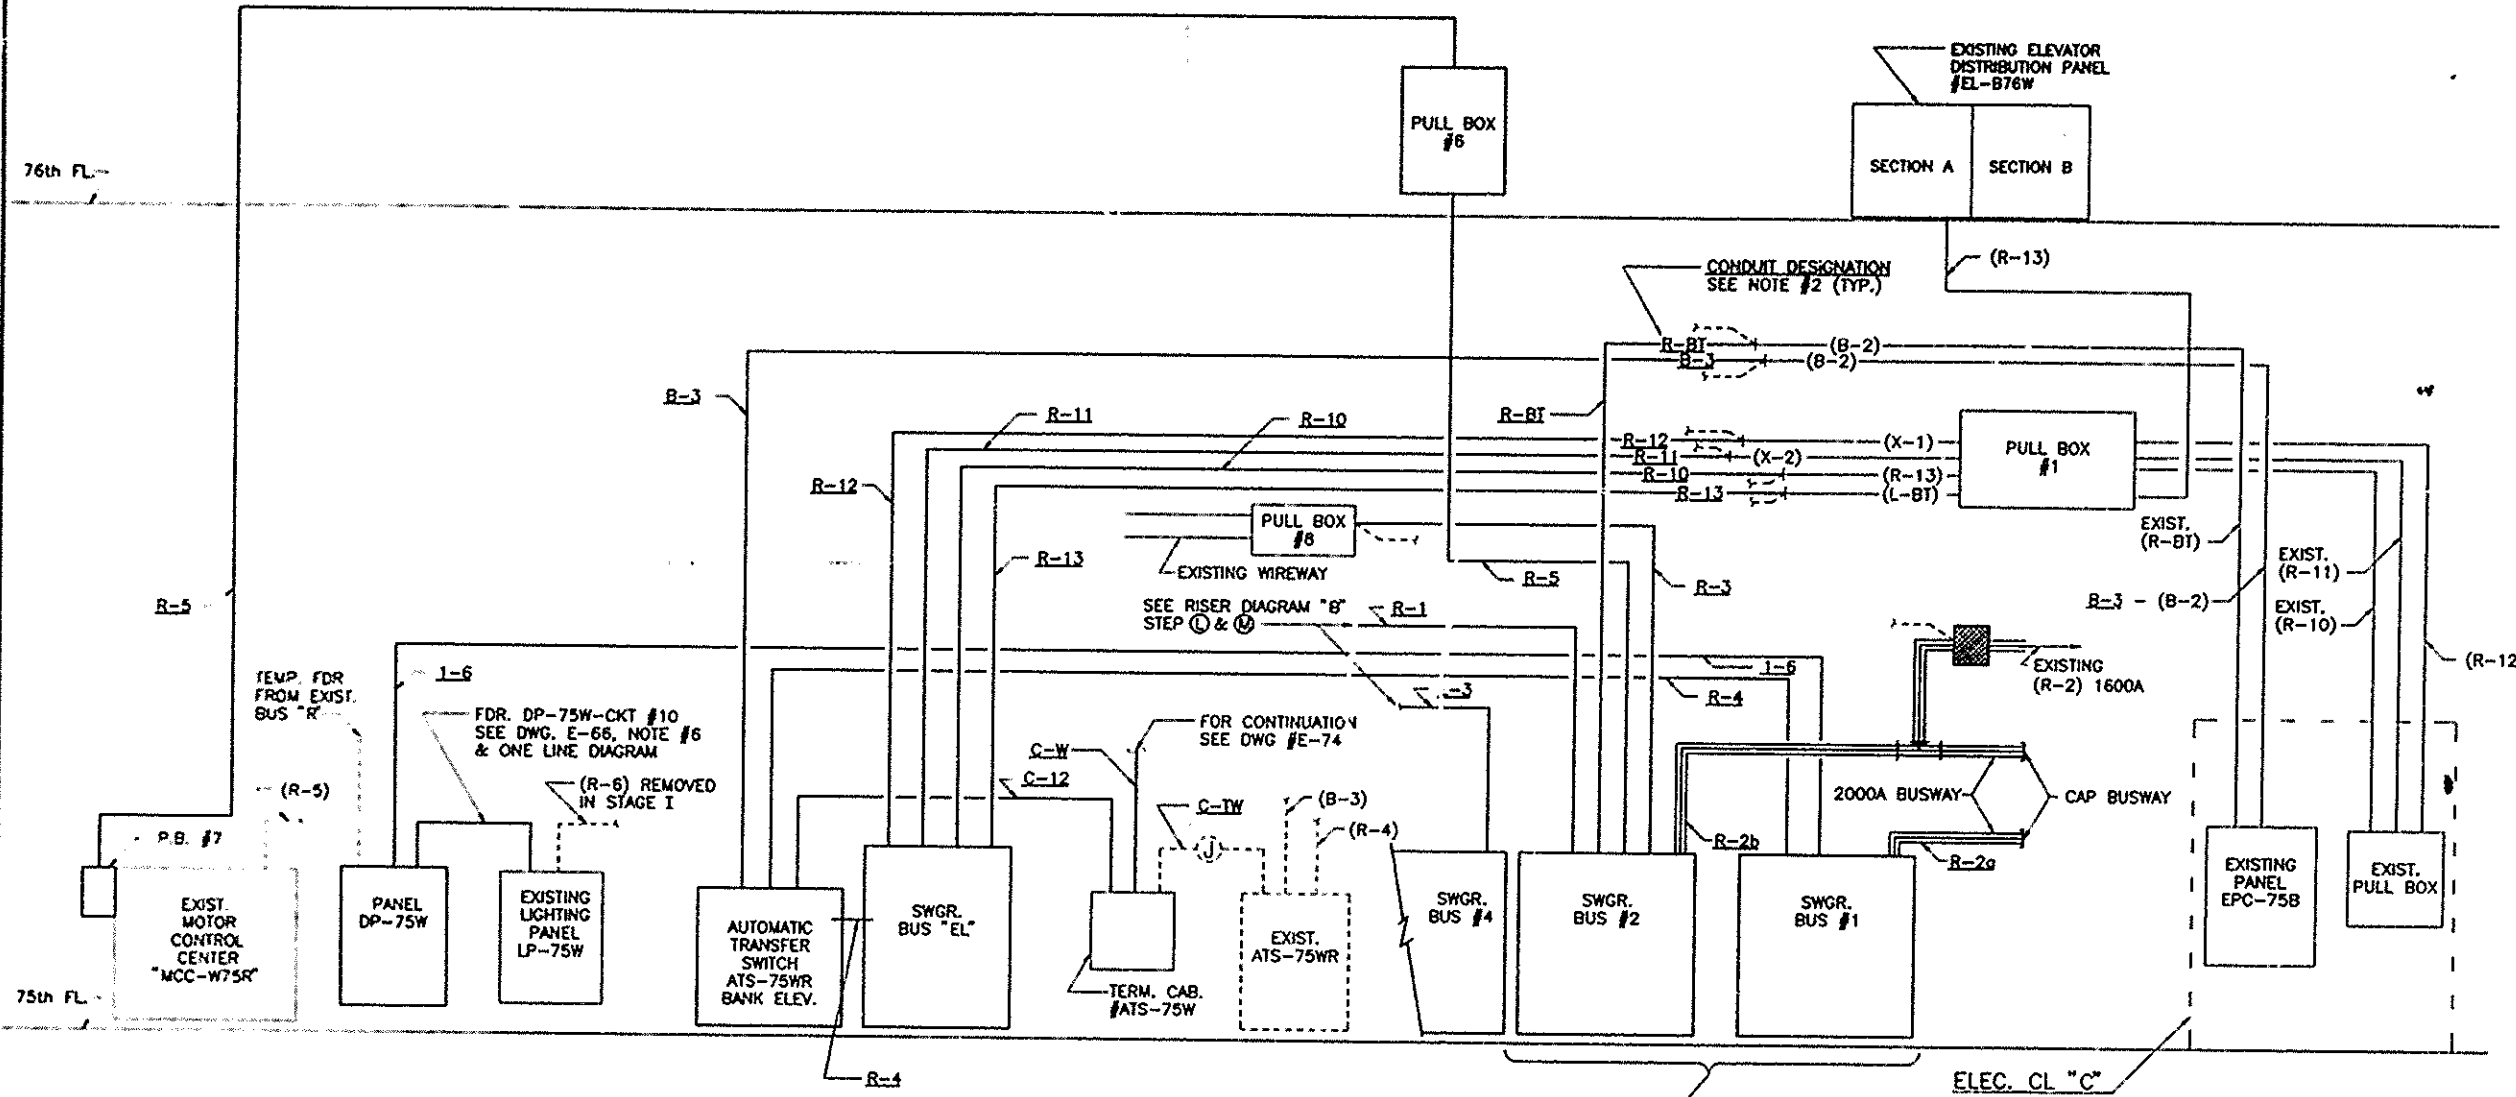 EXISTING ELEVATOR
DISTRIBUTION PANEL
#EL-B76W
PULL BOX
#6
SECTION A
SECTION B
76th FL.
(R-13)
CONDUIT DESIGNATION
SEE NOTE #2 (TYP.)
R-BT
(B-2)
B-3
(B-2)
B-3
R-11
R-10
R-BT
R-12
(X-1)
R-11
(X-2)
R-10
(R-13)
R-13
(L-BT)
PULL BOX
#1
R-12
PULL BOX
#8
EXISTING WIREWAY
R-13
R-5
R-3
EXIST.
(R-BT)
EXIST.
(R-11)
B-3 - (B-2)
EXIST.
(R-10)
(R-12
R-5
SEE RISER DIAGRAM "B"
STEP Ⓛ & Ⓜ
R-1
1-6
1-6
R-4
-3
EXISTING
(R-2) 1600A
TEMP. FDR
FROM EXIST.
BUS "R"
FDR. DP-75W-CKT #10
SEE DWG. E-66, NOTE #6
& ONE LINE DIAGRAM
FOR CONTINUATION
SEE DWG #E-74
C-W
C-12
(R-6) REMOVED
IN STAGE I
(R-5)
C-TW
(B-3)
(R-4)
J
2000A BUSWAY
CAP BUSWAY
R-2b
R-2a
P.B. #7
EXIST.
MOTOR
CONTROL
CENTER
"MCC-W75R"
PANEL
DP-75W
EXISTING
LIGHTING
PANEL
LP-75W
AUTOMATIC
TRANSFER
SWITCH
ATS-75WR
BANK ELEV.
SWGR.
BUS "EL"
TERM. CAB.
#ATS-75W
EXIST.
ATS-75WR
SWGR.
BUS #4
SWGR.
BUS #2
SWGR.
BUS #1
EXISTING
PANEL
EPC-75B
EXIST.
PULL BOX
75th FL.
R-4
ELEC. CL "C"